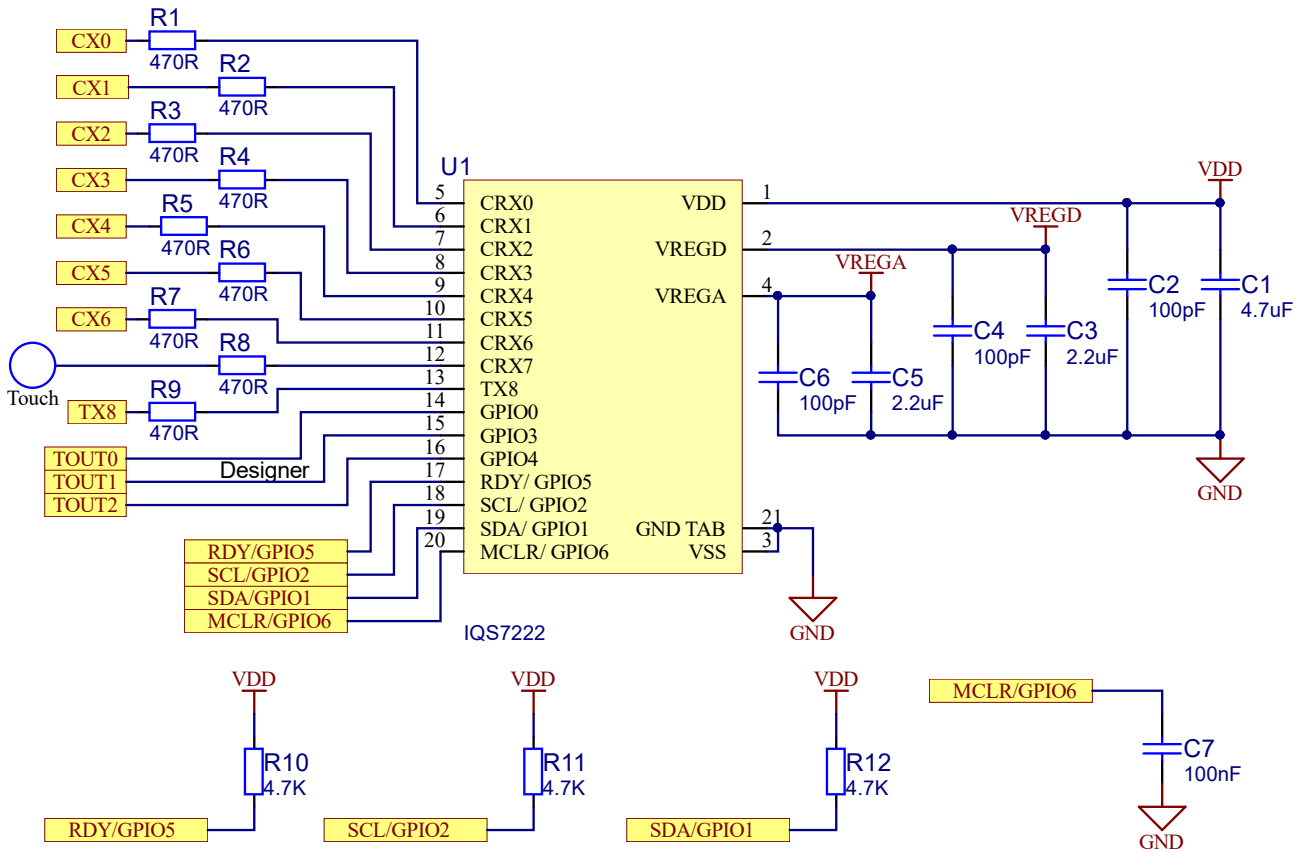 CX0
R1
470R
CX1
R2
470R
CX2
R3
470R
CX3
R4
470R
CX4
R5
470R
CX5
R6
470R
CX6
R7
470R
Touch
R8
470R
TX8
R9
470R
TOUT0
TOUT1
TOUT2
Designer
RDY/GPIO5
SCL/GPIO2
SDA/GPIO1
MCLR/GPIO6
U1
5 CRX0
6 CRX1
7 CRX2
8 CRX3
9 CRX4
10 CRX5
11 CRX6
12 CRX7
13 TX8
14 GPIO0
15 GPIO3
16 GPIO4
17 RDY/ GPIO5
18 SCL/ GPIO2
19 SDA/ GPIO1
20 MCLR/ GPIO6
VDD 1
VREGD 2
VREGA 4
GND TAB 21
VSS 3
IQS7222
VDD
VREGD
VREGA
C2
100pF
C1
4.7uF
C4
100pF
C3
2.2uF
C6
100pF
C5
2.2uF
GND
GND
VDD
R10
4.7K
RDY/GPIO5
VDD
R11
4.7K
SCL/GPIO2
VDD
R12
4.7K
SDA/GPIO1
MCLR/GPIO6
C7
100nF
GND